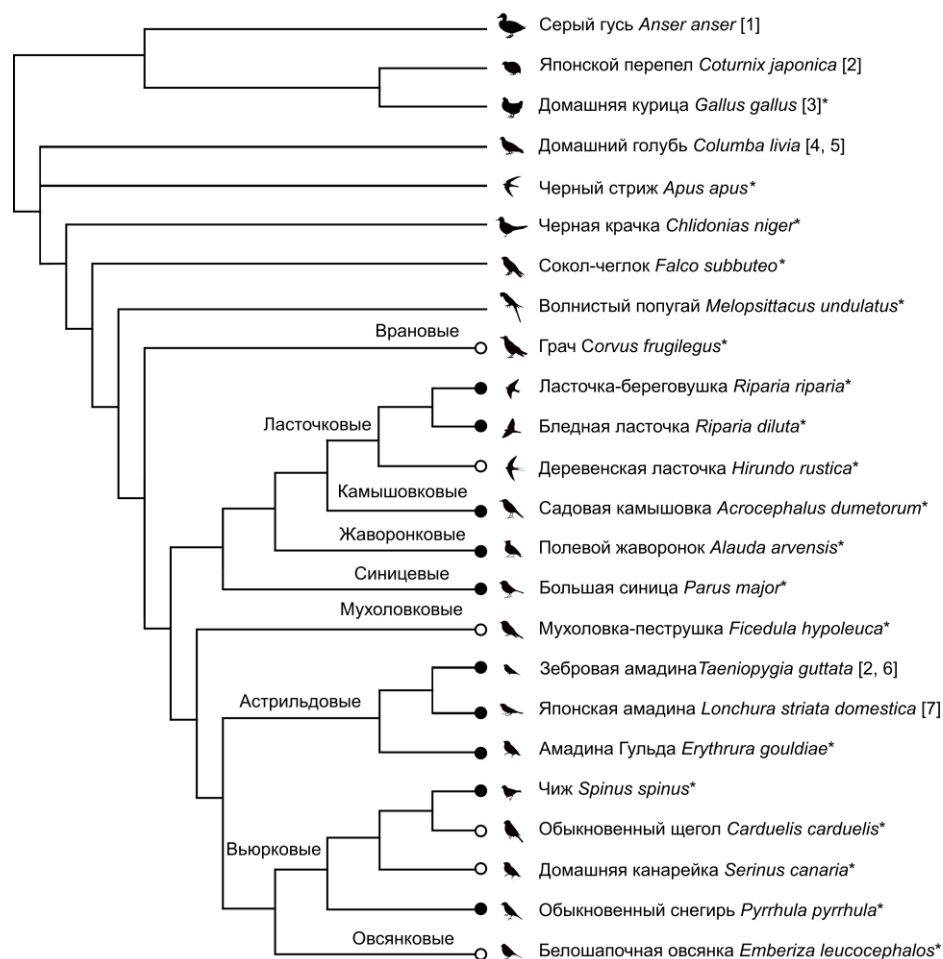 Серый гусь Anser anser [1]
Японской перепел Coturnix japonica [2]
Домашняя курица Gallus gallus [3]*
Домашний голубь Columba livia [4, 5]
Черный стриж Apus apus*
Черная крачка Chlidonias niger*
Сокол-чеглок Falco subbuteo*
Волнистый попугай Melopsittacus undulatus*
Врановые
Грач Corvus frugilegus*
Ласточка-береговушка Riparia riparia*
Ласточковые
Бледная ласточка Riparia diluta*
Деревенская ласточка Hirundo rustica*
Камышовковые
Садовая камышовка Acrocephalus dumetorum*
Жаворонковые
Полевой жаворонок Alauda arvensis*
Синицевые
Большая синица Parus major*
Мухоловковые
Мухоловка-пеструшка Ficedula hypoleuca*
Зебровая амадинаTaeniopygia guttata [2, 6]
Астрильдовые
Японская амадина Lonchura striata domestica [7]
Амадина Гульда Erythrura gouldiae*
Чиж Spinus spinus*
Обыкновенный щегол Carduelis carduelis*
Вьюрковые
Домашняя канарейка Serinus canaria*
Обыкновенный снегирь Pyrrhula pyrrhula*
Овсянковые
Белошапочная овсянка Emberiza leucocephalos*